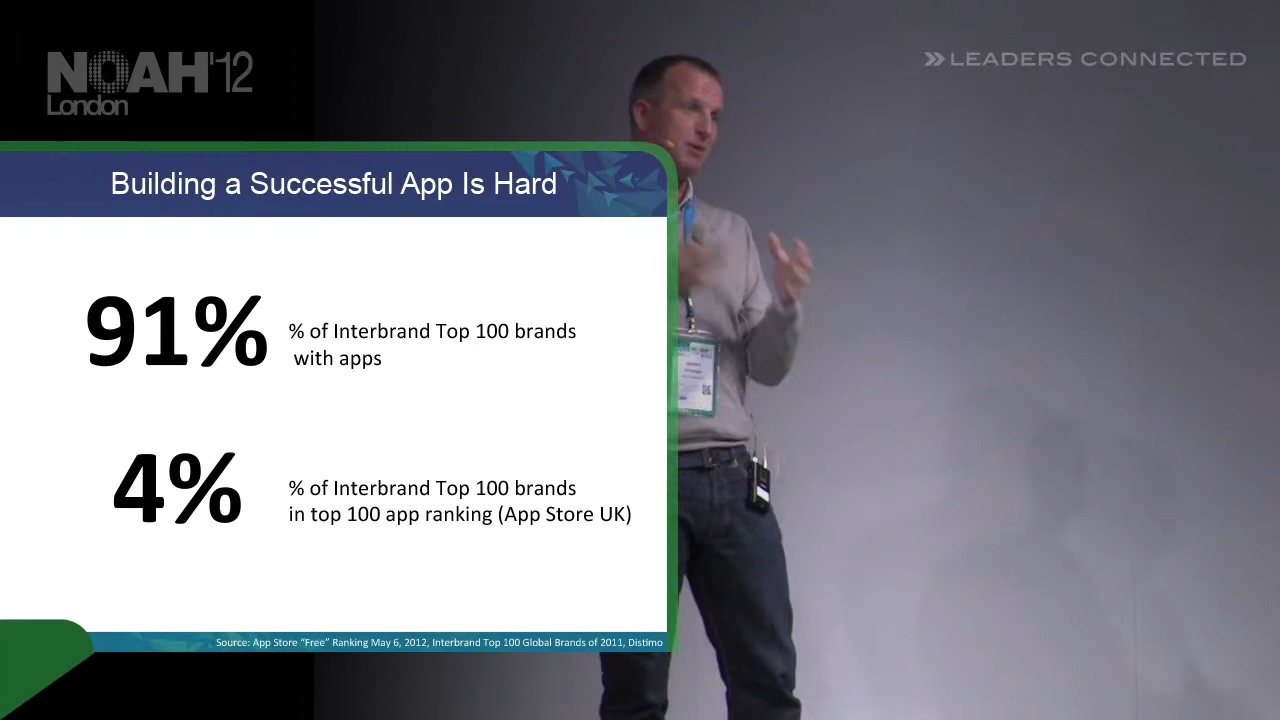 NOAH'12
London
LEADERS CONNECTED
Building a Successful App Is Hard
91%
% of Interbrand Top 100 brands
with apps
4%
% of Interbrand Top 100 brands
in top 100 app ranking (App Store UK)
Source: App Store “Free” Ranking May 6, 2012, Interbrand Top 100 Global Brands of 2011, Distimo